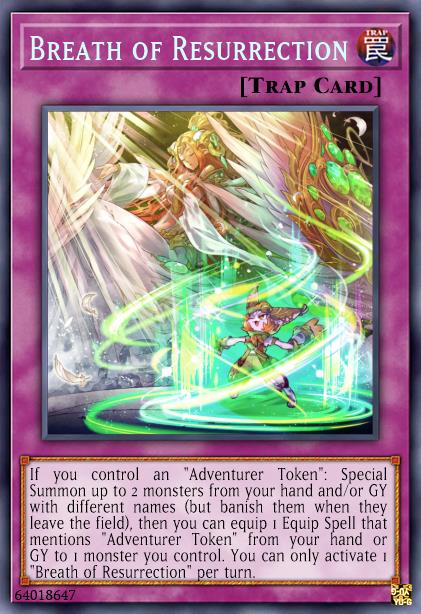 BREATH OF RESURRECTION
TRAP
罠
[TRAP CARD]
If you control an "Adventurer Token": Special
Summon up to 2 monsters from your hand and/or GY
with different names (but banish them when they
leave the field), then you can equip 1 Equip Spell that
mentions "Adventurer Token" from your hand or
GY to 1 monster you control. You can only activate 1
"Breath of Resurrection" per turn.
64018647